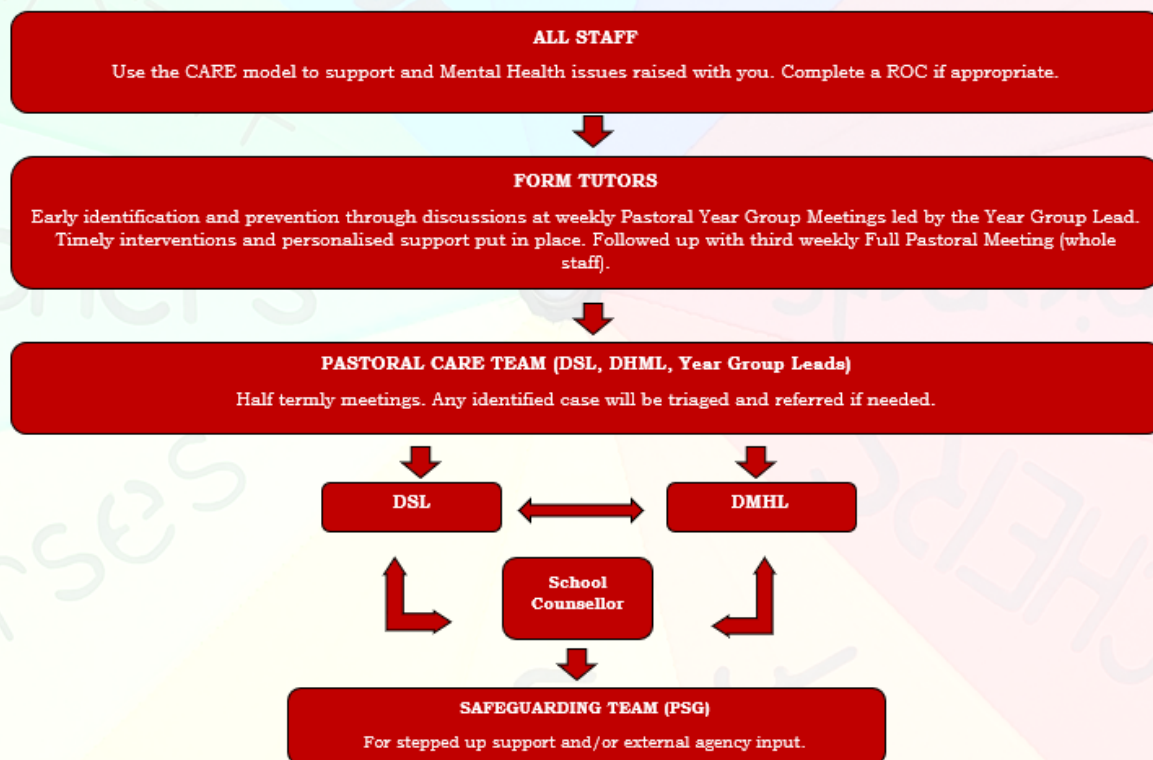 ALL STAFF
Use the CARE model to support and Mental Health issues raised with you. Complete a ROC if appropriate.
FORM TUTORS
Early identification and prevention through discussions at weekly Pastoral Year Group Meetings led by the Year Group Lead.
Timely interventions and personalised support put in place. Followed up with third weekly Full Pastoral Meeting (whole
staff).
PASTORAL CARE TEAM (DSL, DHML, Year Group Leads)
Half termly meetings. Any identified case will be triaged and referred if needed.
DSL
DMHL
School
Counsellor
SAFEGUARDING TEAM (PSG)
For stepped up support and/or external agency input.